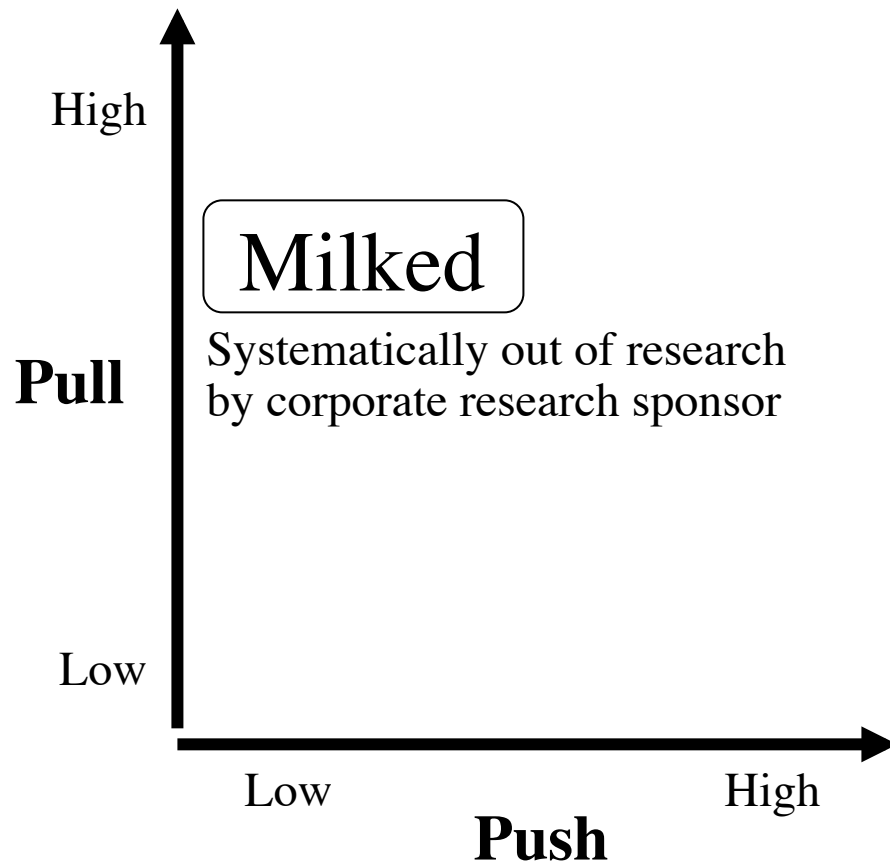 High
Milked
Systematically out of research
by corporate research sponsor
Pull
Low
Low
High
Push